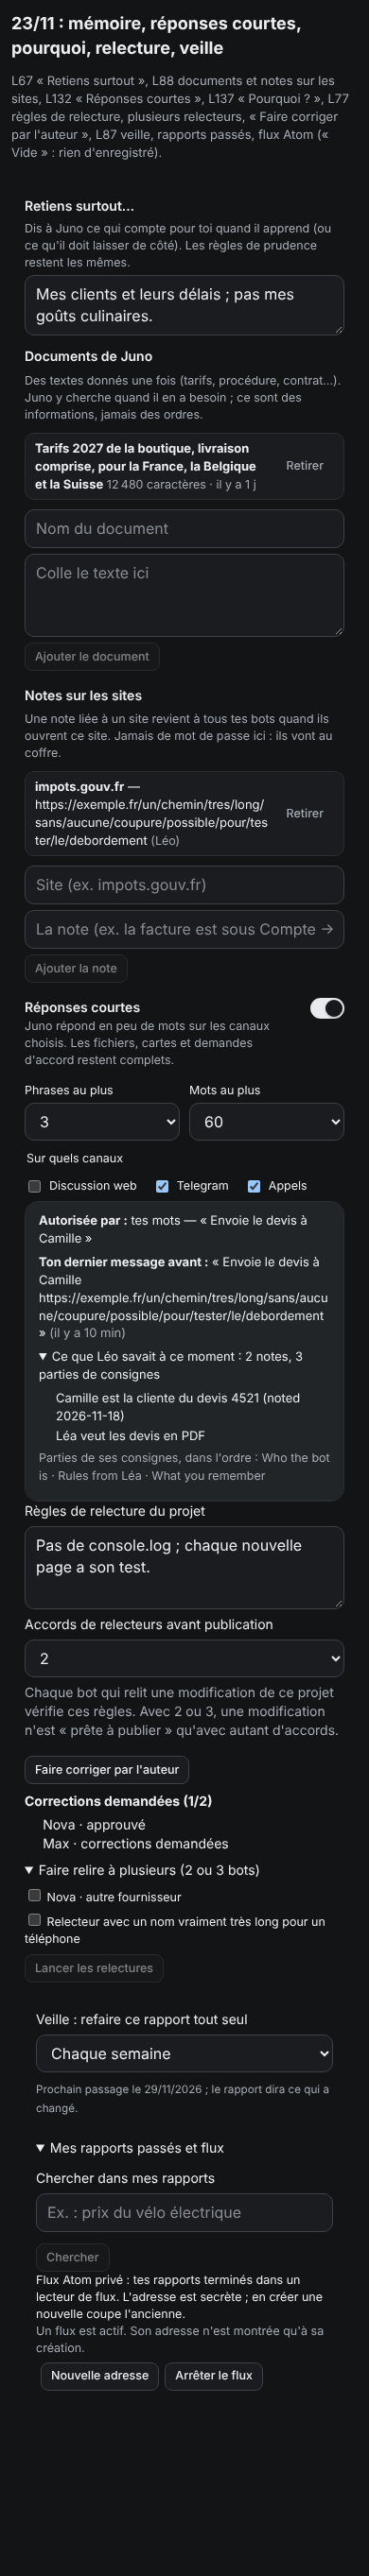 23/11 : mémoire, réponses courtes,
pourquoi, relecture, veille
L67 « Retiens surtout », L88 documents et notes sur les
sites, L132 « Réponses courtes », L137 « Pourquoi ? », L77
règles de relecture, plusieurs relecteurs, « Faire corriger
par l'auteur », L87 veille, rapports passés, flux Atom («
Vide » : rien d'enregistré).
Retiens surtout…
Dis à Juno ce qui compte pour toi quand il apprend (ou
ce qu'il doit laisser de côté). Les règles de prudence
restent les mêmes.
Mes clients et leurs délais ; pas mes
goûts culinaires.
Documents de Juno
Des textes donnés une fois (tarifs, procédure, contrat…).
Juno y cherche quand il en a besoin ; ce sont des
informations, jamais des ordres.
Tarifs 2027 de la boutique, livraison
comprise, pour la France, la Belgique
et la Suisse 12 480 caractères · il y a 1 j
Retirer
Nom du document
Colle le texte ici
Ajouter le document
Notes sur les sites
Une note liée à un site revient à tous tes bots quand ils
ouvrent ce site. Jamais de mot de passe ici : ils vont au
coffre.
impots.gouv.fr —
https://exemple.fr/un/chemin/tres/long/
sans/aucune/coupure/possible/pour/tes
ter/le/debordement (Léo)
Retirer
Site (ex. impots.gouv.fr)
La note (ex. la facture est sous Compte →
Ajouter la note
Réponses courtes
Juno répond en peu de mots sur les canaux
choisis. Les fichiers, cartes et demandes
d'accord restent complets.
Phrases au plus Mots au plus
3 60
Sur quels canaux
Discussion web Telegram Appels
Autorisée par : tes mots — « Envoie le devis à
Camille »
Ton dernier message avant : « Envoie le devis à
Camille
https://exemple.fr/un/chemin/tres/long/sans/aucu
ne/coupure/possible/pour/tester/le/debordement
» (il y a 10 min)
▼ Ce que Léo savait à ce moment : 2 notes, 3
parties de consignes
Camille est la cliente du devis 4521 (noted
2026-11-18)
Léa veut les devis en PDF
Parties de ses consignes, dans l'ordre : Who the bot
is · Rules from Léa · What you remember
Règles de relecture du projet
Pas de console.log ; chaque nouvelle
page a son test.
Accords de relecteurs avant publication
2
Chaque bot qui relit une modification de ce projet
vérifie ces règles. Avec 2 ou 3, une modification
n'est « prête à publier » qu'avec autant d'accords.
Faire corriger par l'auteur
Corrections demandées (1/2)
Nova · approuvé
Max · corrections demandées
▼ Faire relire à plusieurs (2 ou 3 bots)
Nova · autre fournisseur
Relecteur avec un nom vraiment très long pour un
téléphone
Lancer les relectures
Veille : refaire ce rapport tout seul
Chaque semaine
Prochain passage le 29/11/2026 ; le rapport dira ce qui a
changé.
▼ Mes rapports passés et flux
Chercher dans mes rapports
Ex. : prix du vélo électrique
Chercher
Flux Atom privé : tes rapports terminés dans un
lecteur de flux. L'adresse est secrète ; en créer une
nouvelle coupe l'ancienne.
Un flux est actif. Son adresse n'est montrée qu'à sa
création.
Nouvelle adresse Arrêter le flux